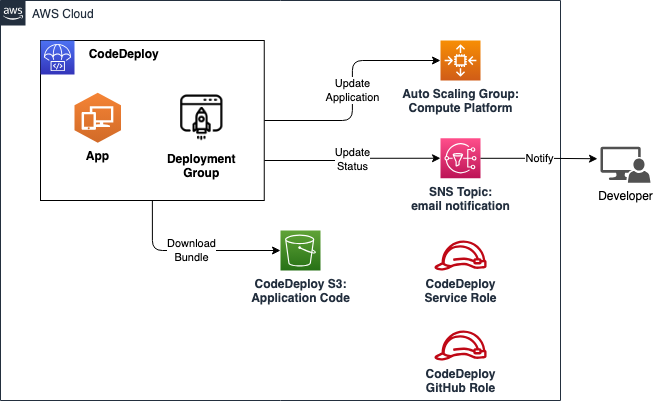 aws
AWS Cloud
CodeDeploy
App
Deployment
Group
Update
Application
Auto Scaling Group:
Compute Platform
Update
Status
SNS Topic:
email notification
Notify
Developer
Download
Bundle
CodeDeploy S3:
Application Code
CodeDeploy
Service Role
CodeDeploy
GitHub Role